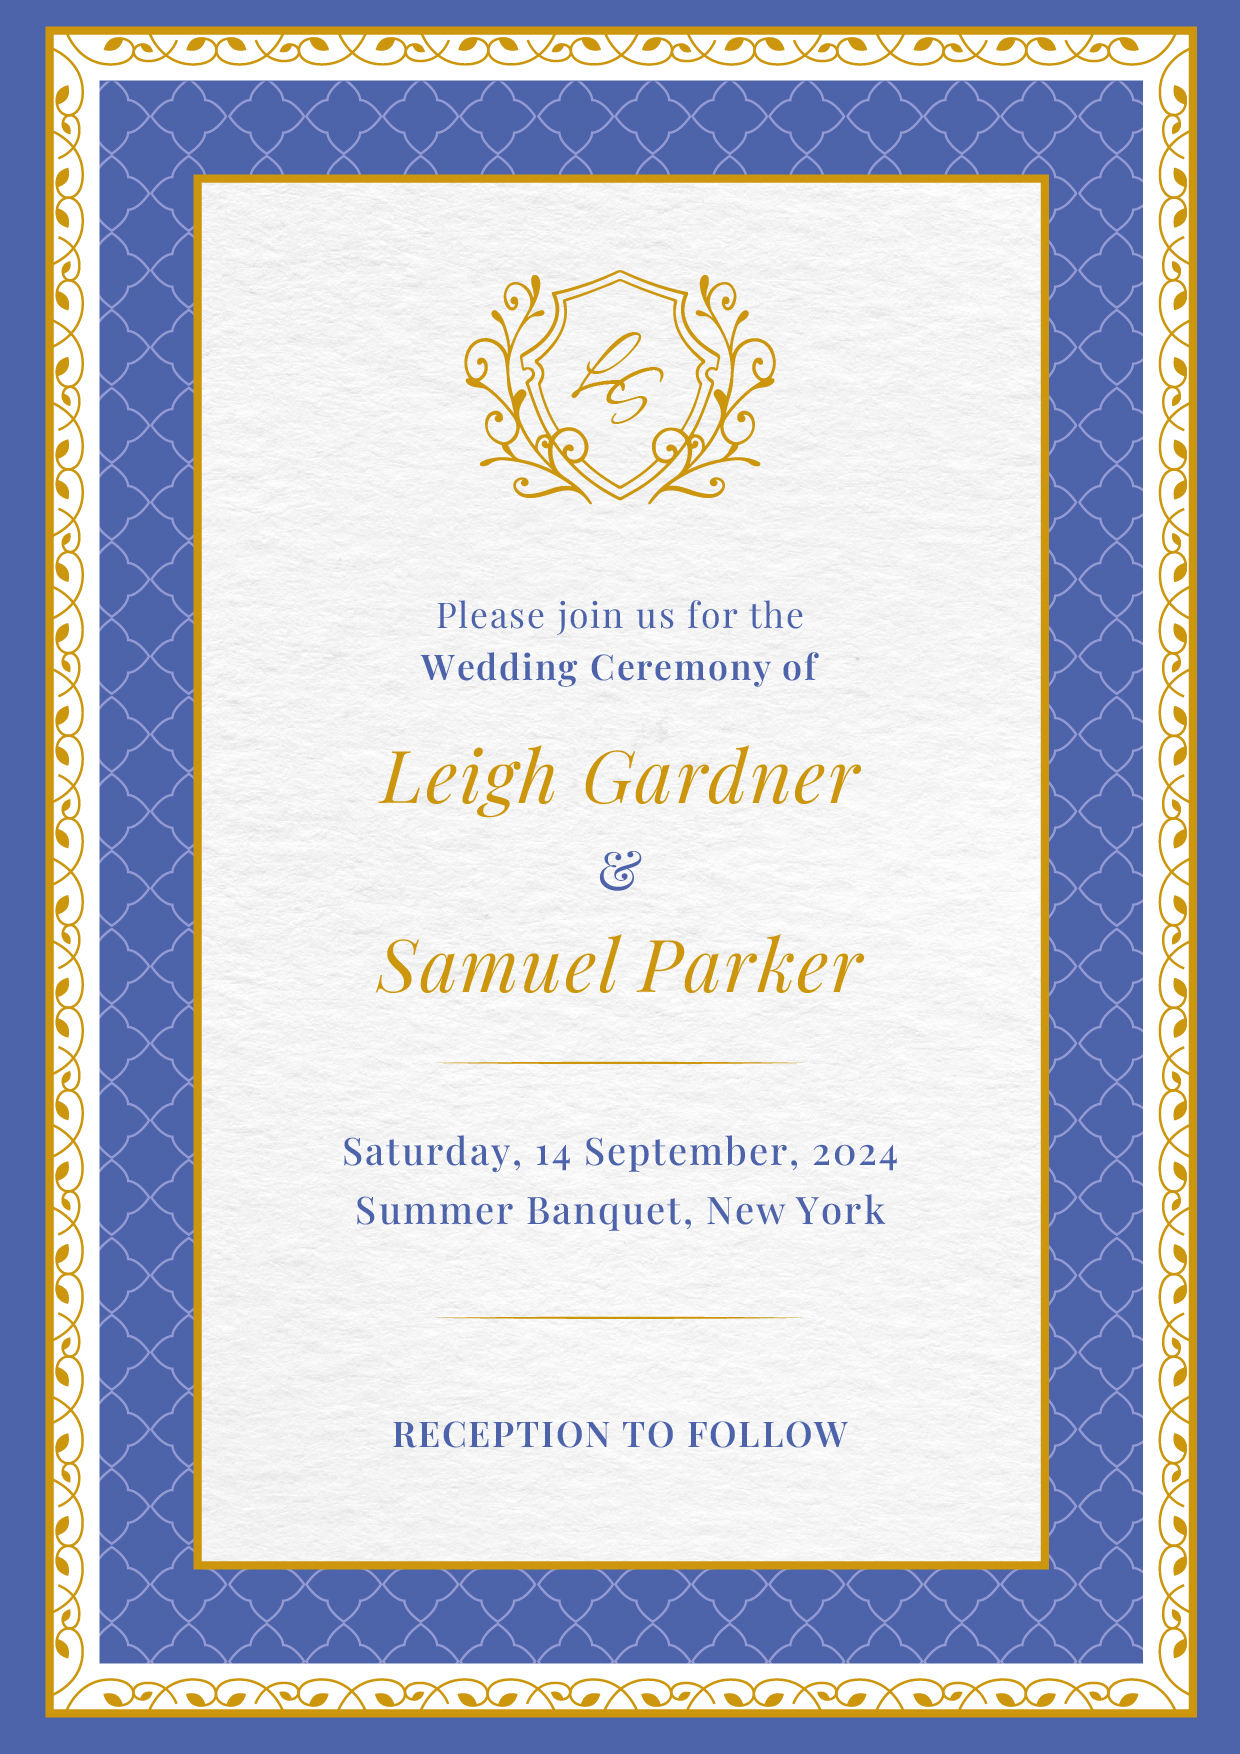 LS
Please join us for the
Wedding Ceremony of
Leigh Gardner
&
Samuel Parker
Saturday, 14 September, 2024
Summer Banquet, New York
RECEPTION TO FOLLOW